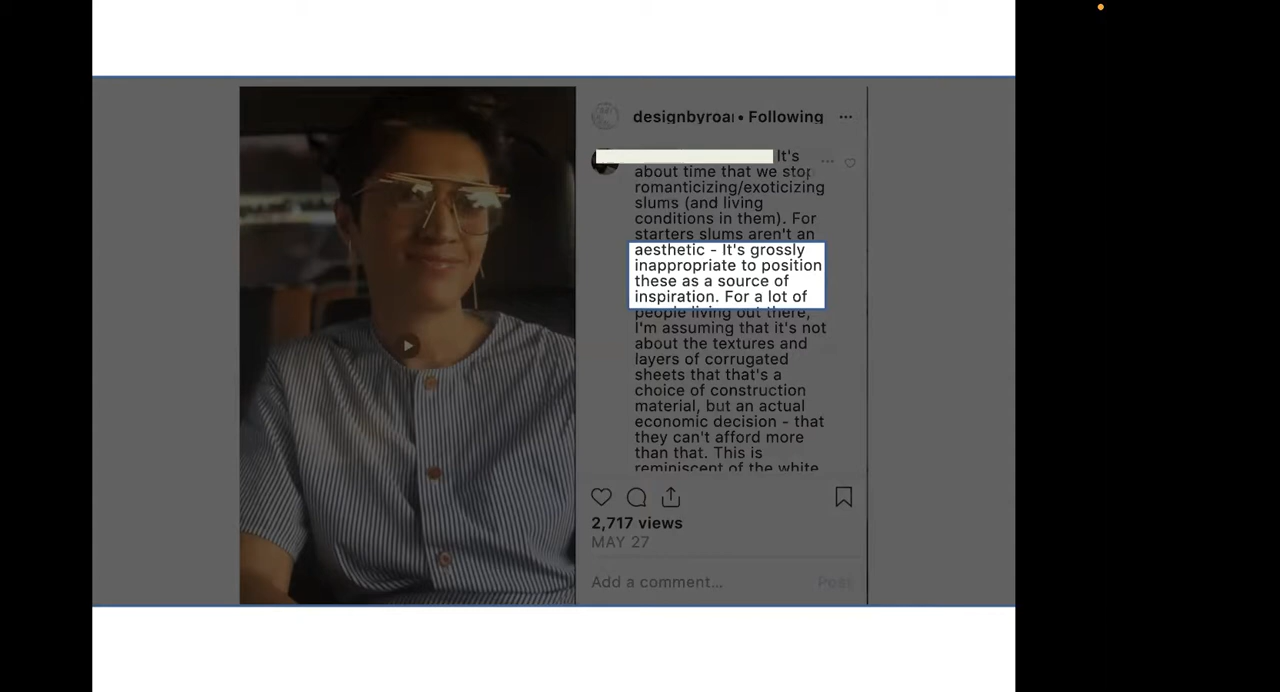 designbyroar • Following
It's
about time that we stop
romanticizing/exoticizing
slums (and living
conditions in them). For
starters slums aren't an
aesthetic - It's grossly
inappropriate to position
these as a source of
inspiration. For a lot of
people living out there,
I'm assuming that it's not
about the textures and
layers of corrugated
sheets that that's a
choice of construction
material, but an actual
economic decision - that
they can't afford more
than that. This is
reminiscent of the white
2,717 views
MAY 27
Add a comment...
Post